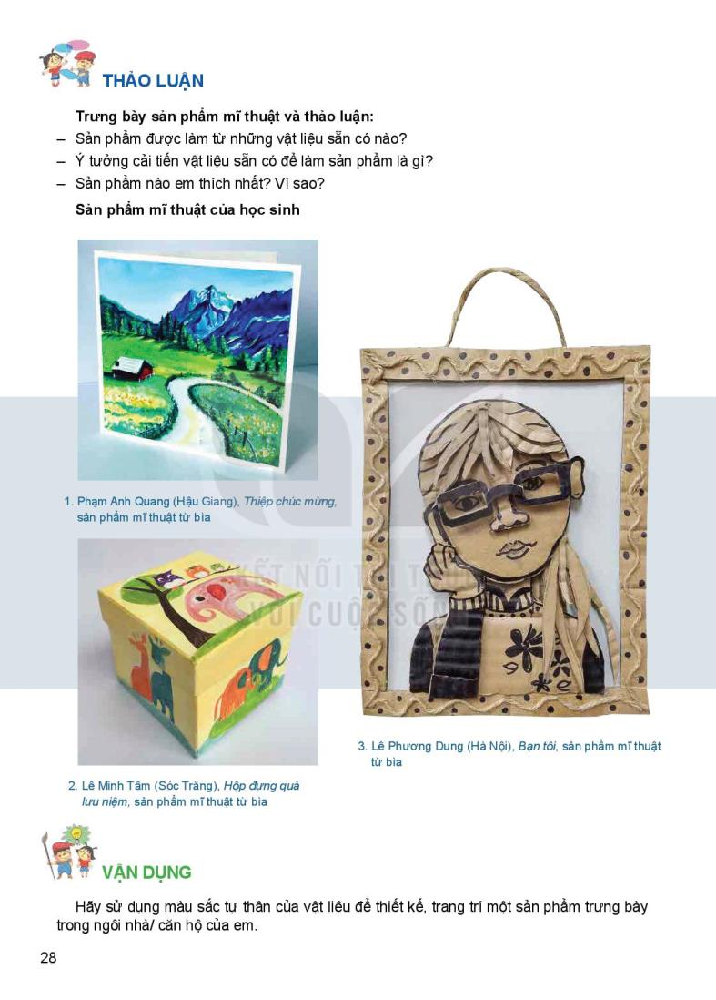 THẢO LUẬN
Trưng bày sản phẩm mĩ thuật và thảo luận:
– Sản phẩm được làm từ những vật liệu sẵn có nào?
– Ý tưởng cải tiến vật liệu sẵn có để làm sản phẩm là gì?
– Sản phẩm nào em thích nhất? Vì sao?
Sản phẩm mĩ thuật của học sinh
1. Phạm Anh Quang (Hậu Giang), Thiệp chúc mừng,
sản phẩm mĩ thuật từ bìa
KẾT NỐI TRI THỨC
VỚI CUỘC SỐNG
3. Lê Phương Dung (Hà Nội), Bạn tôi, sản phẩm mĩ thuật
từ bìa
2. Lê Minh Tâm (Sóc Trăng), Hộp đựng quà
lưu niệm, sản phẩm mĩ thuật từ bìa
VẬN DỤNG
Hãy sử dụng màu sắc tự thân của vật liệu để thiết kế, trang trí một sản phẩm trưng bày
trong ngôi nhà/ căn hộ của em.
28